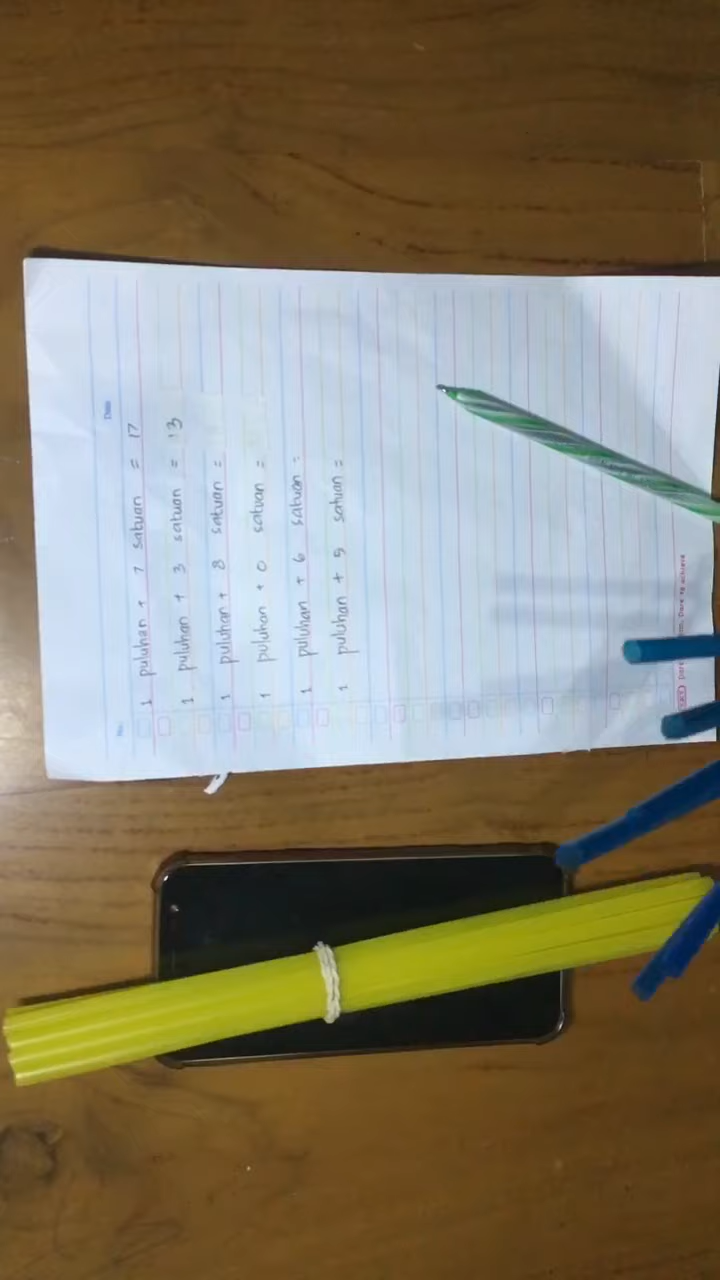 No.
Date
1 puluhan + 7 satuan = 17
1 puluhan + 3 satuan = 13
1 puluhan + 8 satuan =
1 puluhan + 0 satuan =
1 puluhan + 6 satuan =
1 puluhan + 5 satuan =